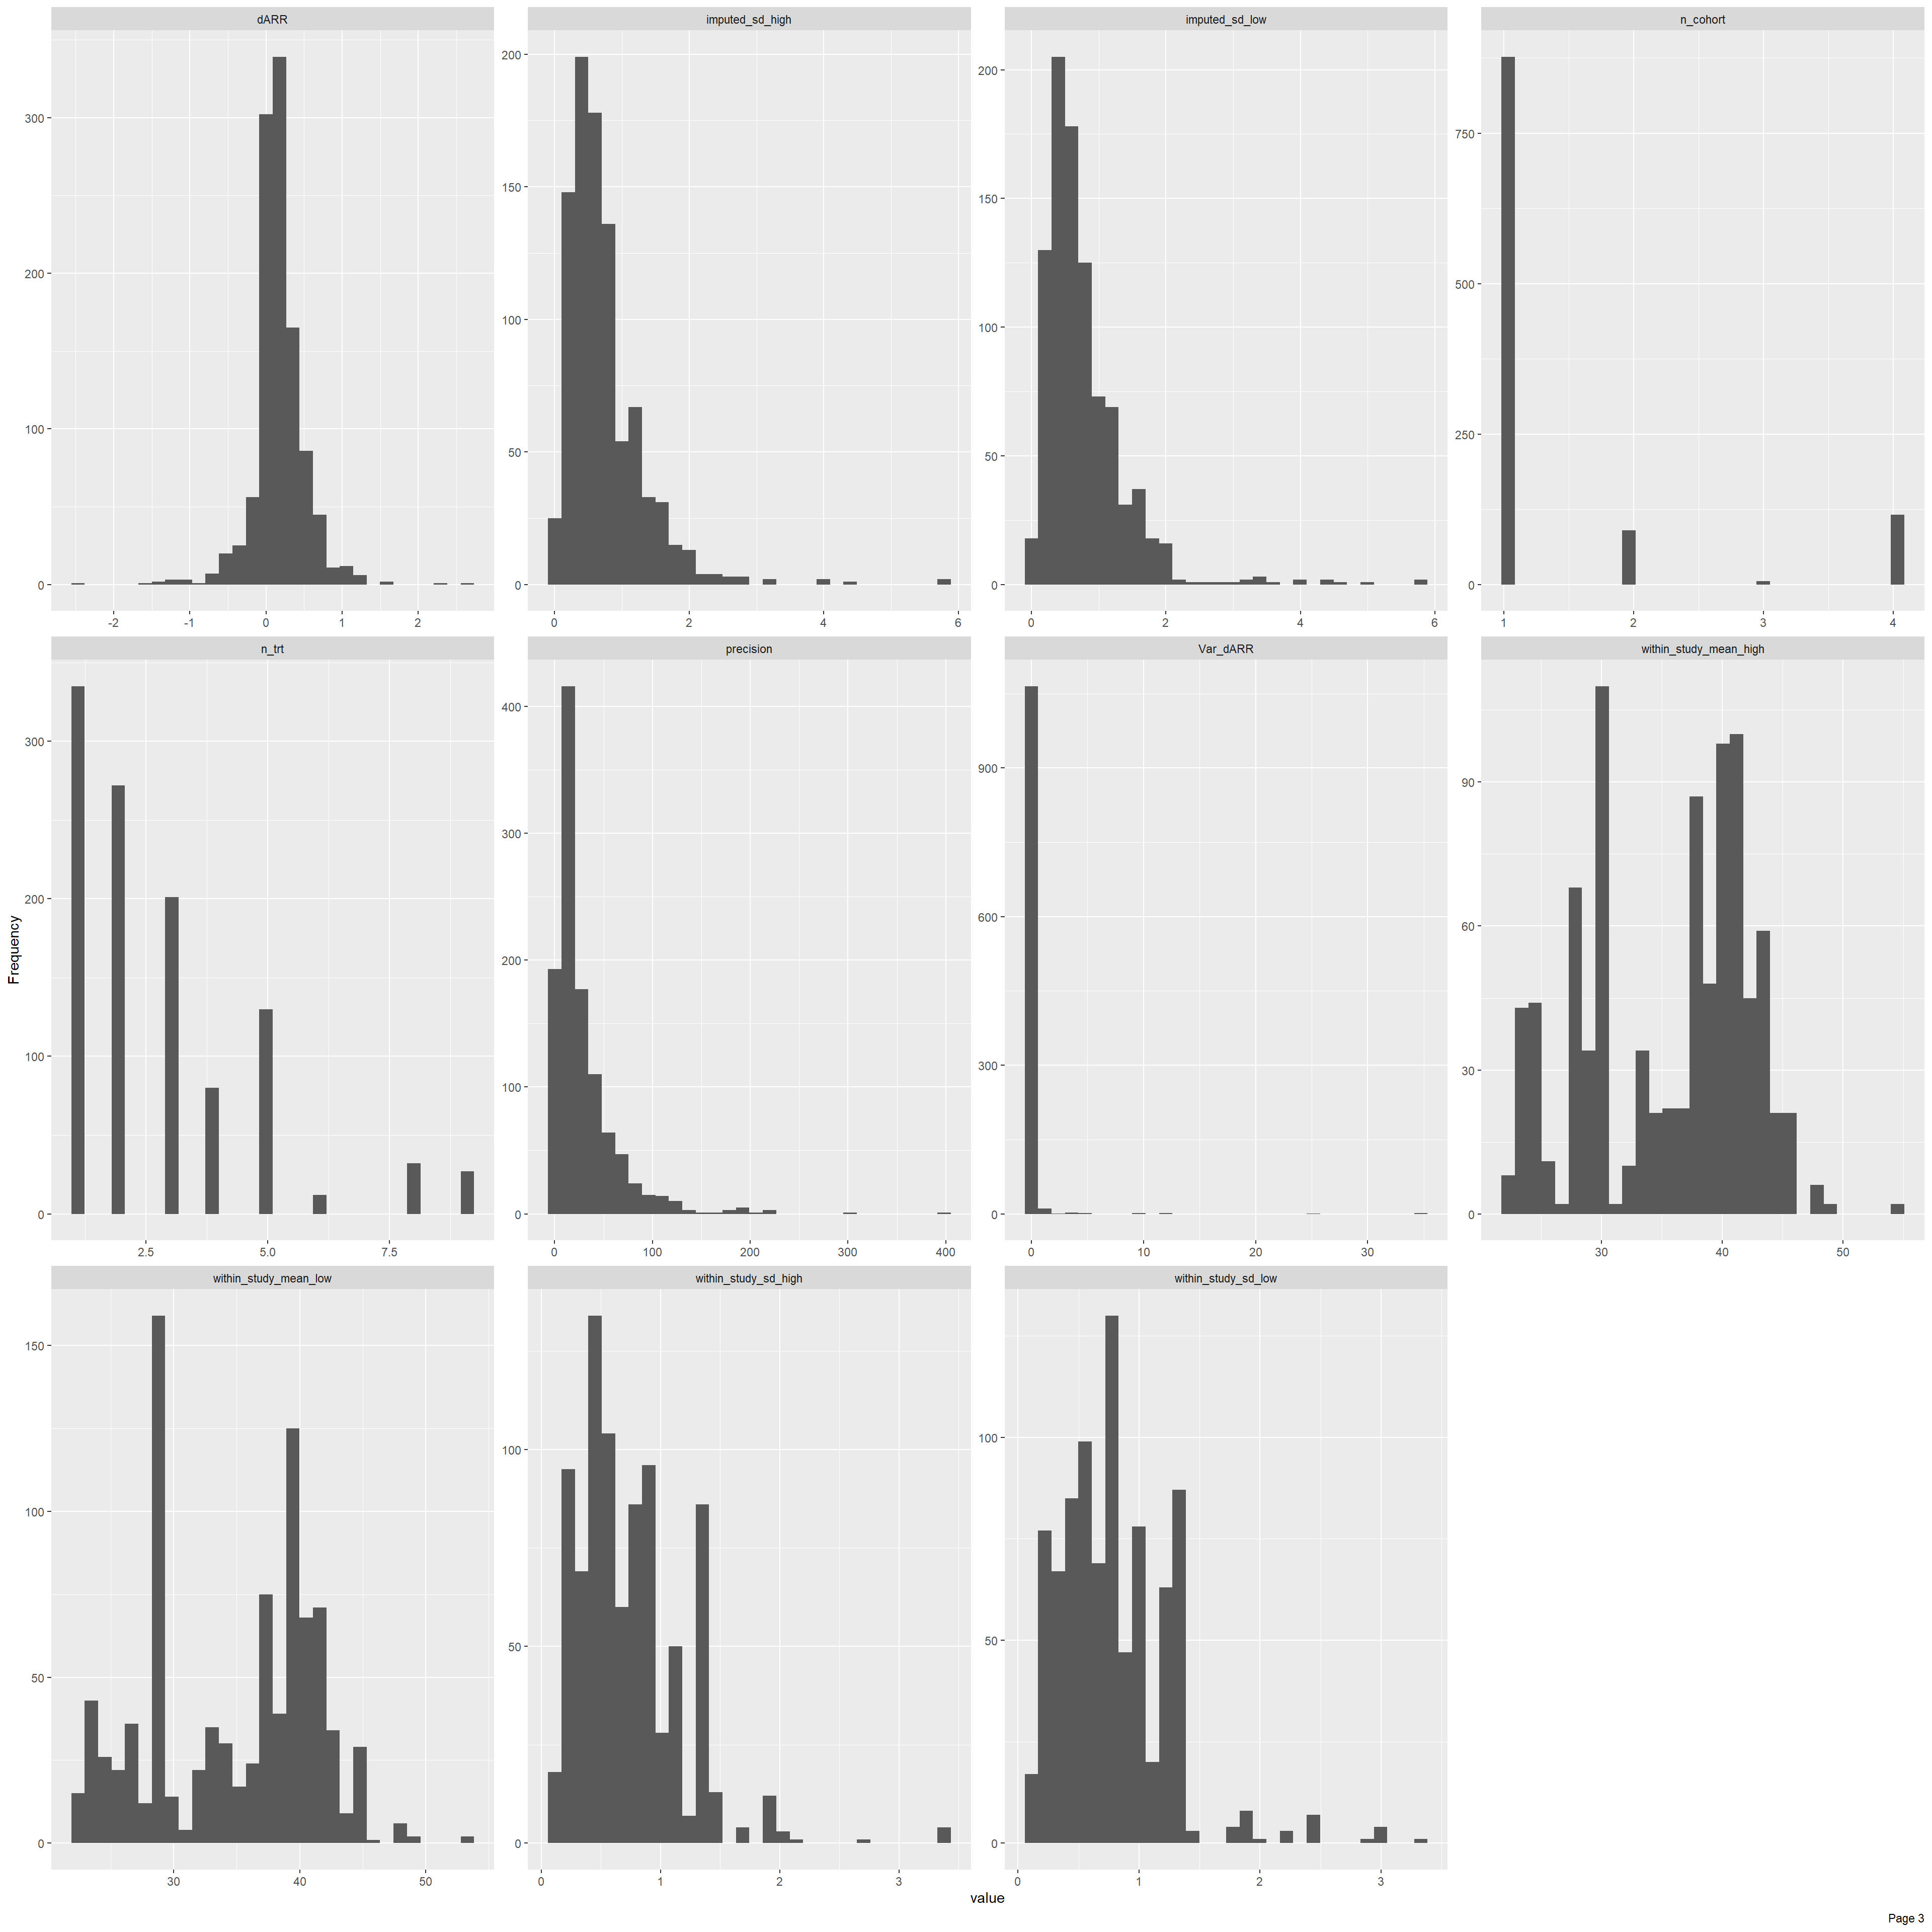 dARR
imputed_sd_high
imputed_sd_low
n_cohort
300
200
100
0
-2 -1 0 1 2
200
150
100
50
0
0 2 4 6
200
150
100
50
0
0 2 4 6
750
500
250
0
1 2 3 4
n_trt
precision
Var_dARR
within_study_mean_high
300
200
100
0
2.5 5.0 7.5
400
300
200
100
0
0 100 200 300 400
900
600
300
0
0 10 20 30
90
60
30
0
30 40 50
within_study_mean_low
within_study_sd_high
within_study_sd_low
150
100
50
0
30 40 50
100
50
0
0 1 2 3
100
50
0
0 1 2 3
Frequency
value
Page 3